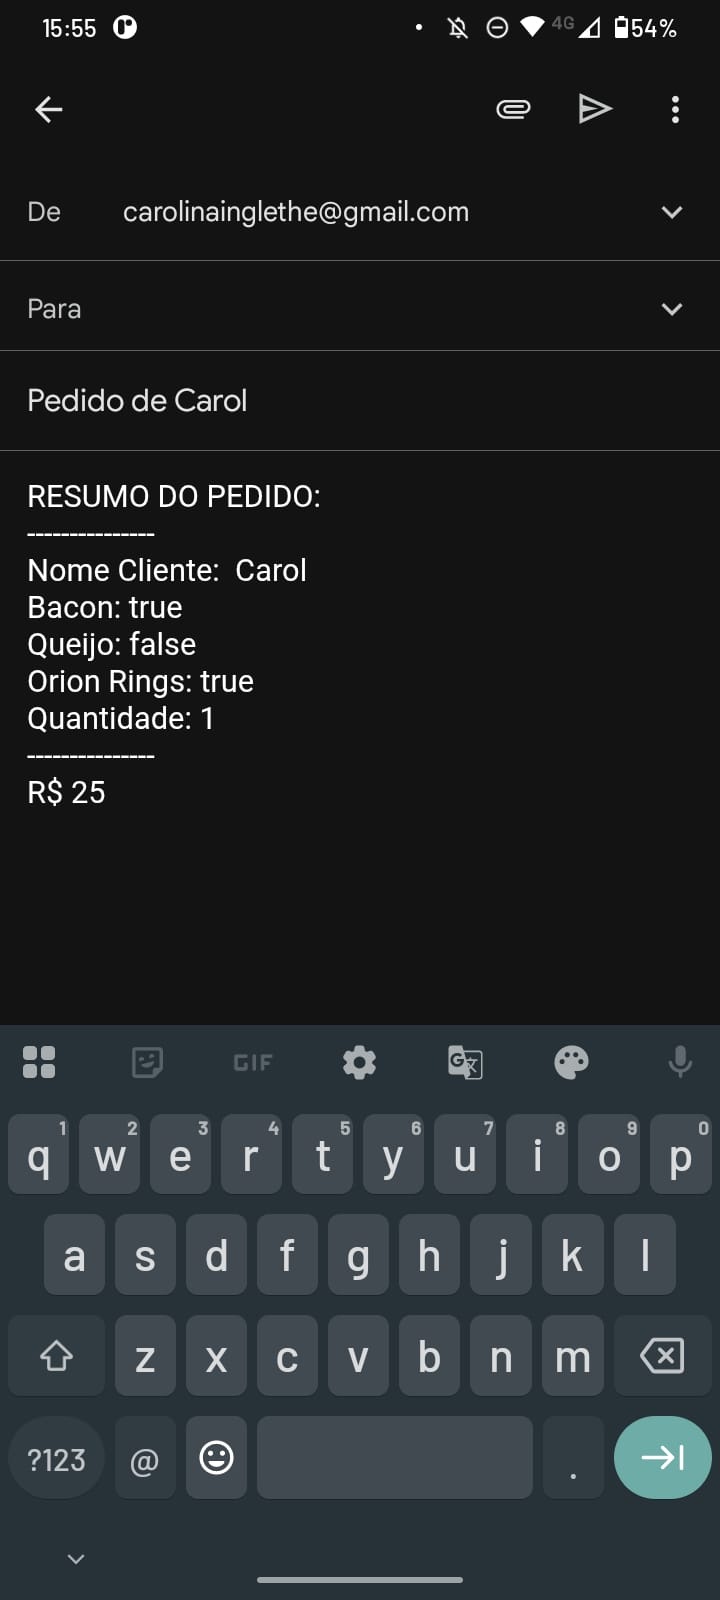 15:55 4G 54%
De carolinainglethe@gmail.com
Para
Pedido de Carol
RESUMO DO PEDIDO:
---------------
Nome Cliente:  Carol
Bacon: true
Queijo: false
Orion Rings: true
Quantidade: 1
---------------
R$ 25
GIF G
1 2 3 4 5 6 7 8 9 0
q w e r t y u i o p
a s d f g h j k l
z x c v b n m
?123 @ .